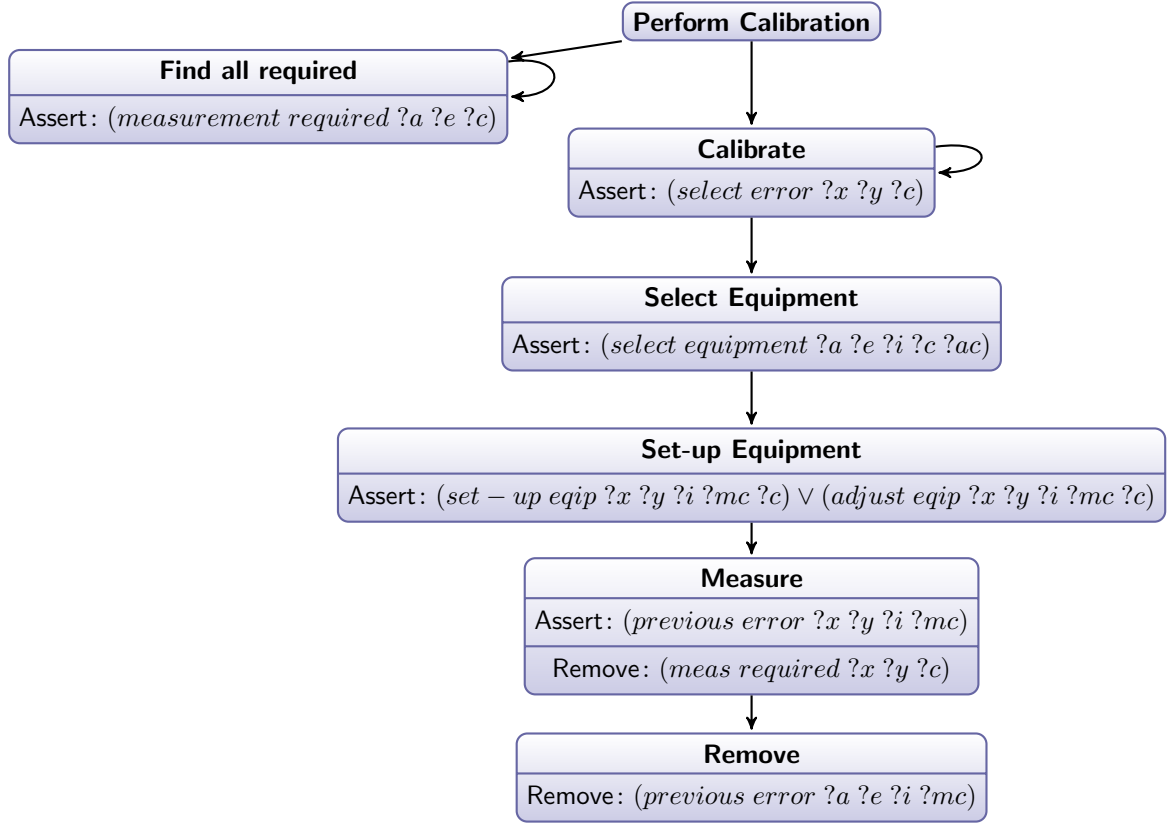 Perform Calibration
Find all required
Assert: (measurement required ?a ?e ?c)
Calibrate
Assert: (select error ?x ?y ?c)
Select Equipment
Assert: (select equipment ?a ?e ?i ?c ?ac)
Set-up Equipment
Assert: (set − up eqip ?x ?y ?i ?mc ?c) ∨ (adjust eqip ?x ?y ?i ?mc ?c)
Measure
Assert: (previous error ?x ?y ?i ?mc)
Remove: (meas required ?x ?y ?c)
Remove
Remove: (previous error ?a ?e ?i ?mc)